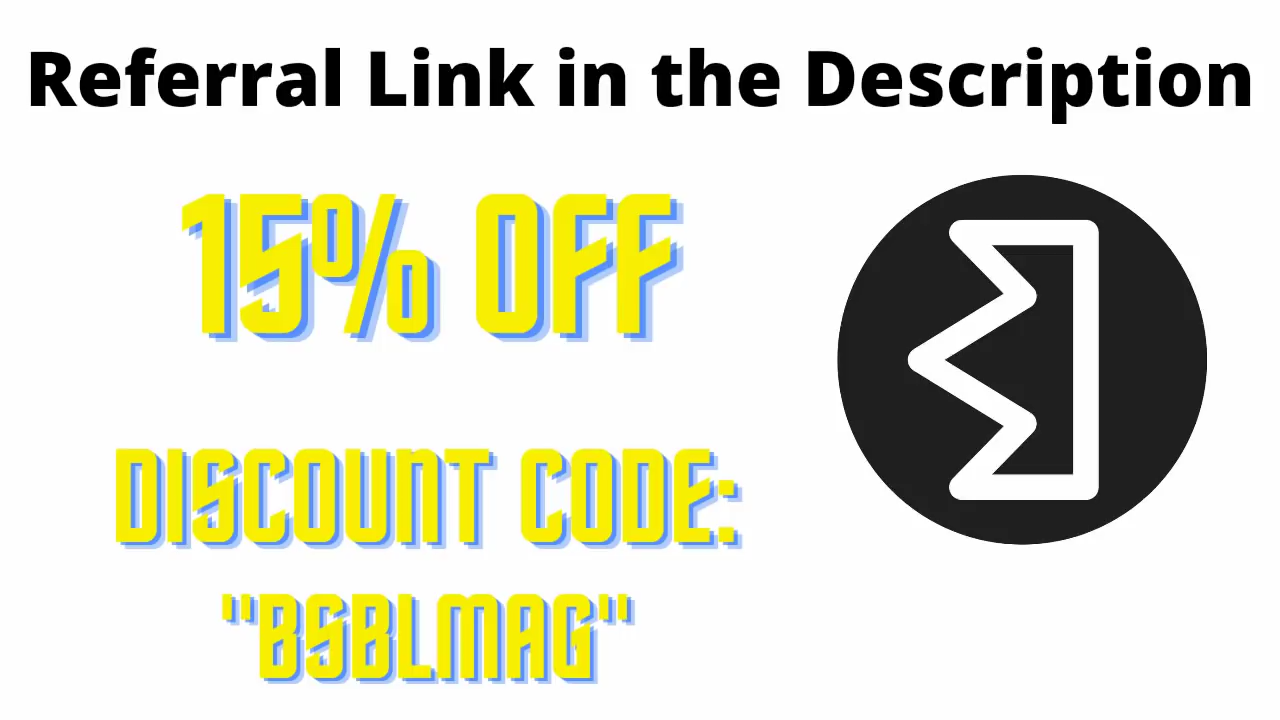 Referral Link in the Description
15% OFF
DISCOUNT CODE:
"BSBLMAG"